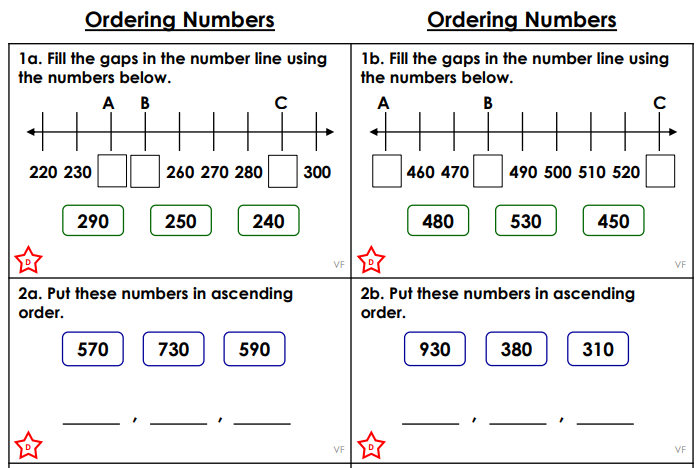 Ordering Numbers
1a. Fill the gaps in the number line using
the numbers below.
A B C
220 230 260 270 280 300
290 250 240
D
VF
2a. Put these numbers in ascending
order.
570 730 590
, ,
D
VF
Ordering Numbers
1b. Fill the gaps in the number line using
the numbers below.
A B C
460 470 490 500 510 520
480 530 450
D
VF
2b. Put these numbers in ascending
order.
930 380 310
, ,
D
VF